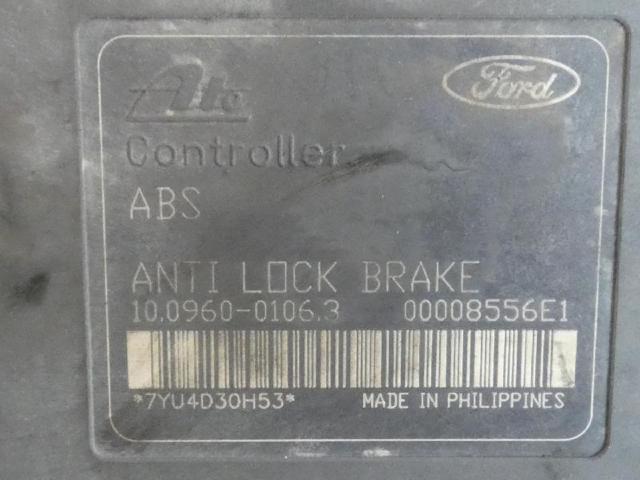 Ate
Ford
Controller
ABS
ANTI LOCK BRAKE
10.0960-0106.3 00008556E1
*7YU4D30H53* MADE IN PHILIPPINES